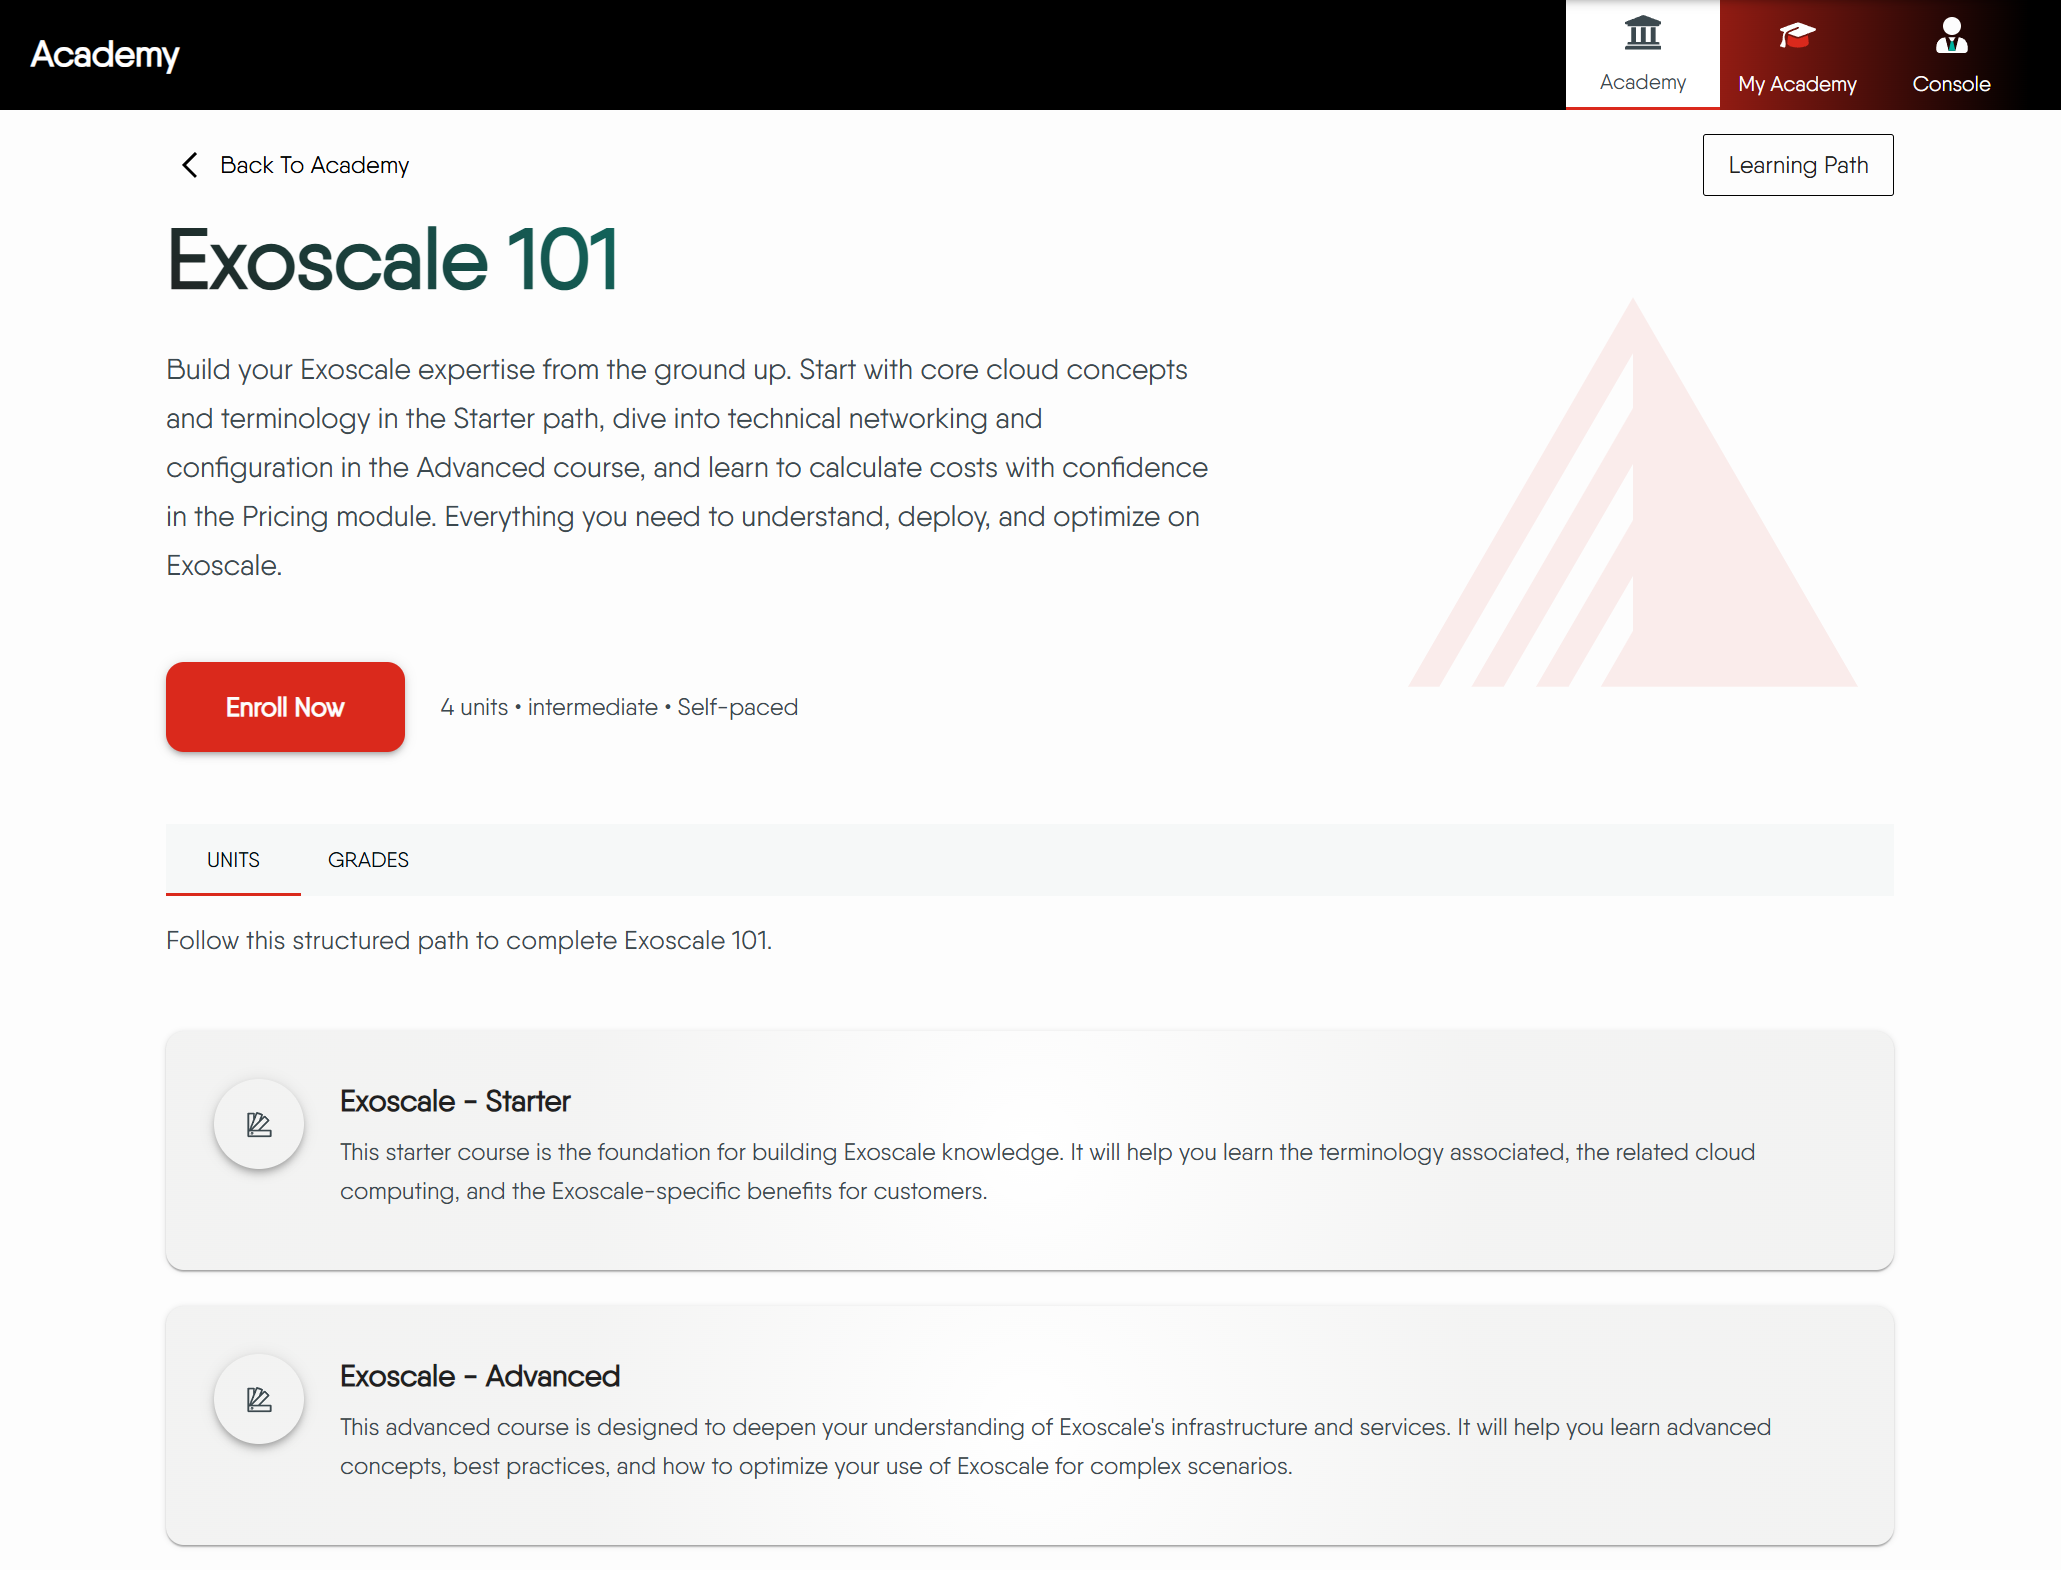 Academy
Academy
My Academy
Console
Back To Academy
Learning Path
Exoscale 101
Build your Exoscale expertise from the ground up. Start with core cloud concepts
and terminology in the Starter path, dive into technical networking and
configuration in the Advanced course, and learn to calculate costs with confidence
in the Pricing module. Everything you need to understand, deploy, and optimize on
Exoscale.
Enroll Now
4 units • intermediate • Self-paced
UNITS
GRADES
Follow this structured path to complete Exoscale 101.
Exoscale - Starter
This starter course is the foundation for building Exoscale knowledge. It will help you learn the terminology associated, the related cloud
computing, and the Exoscale-specific benefits for customers.
Exoscale - Advanced
This advanced course is designed to deepen your understanding of Exoscale's infrastructure and services. It will help you learn advanced
concepts, best practices, and how to optimize your use of Exoscale for complex scenarios.